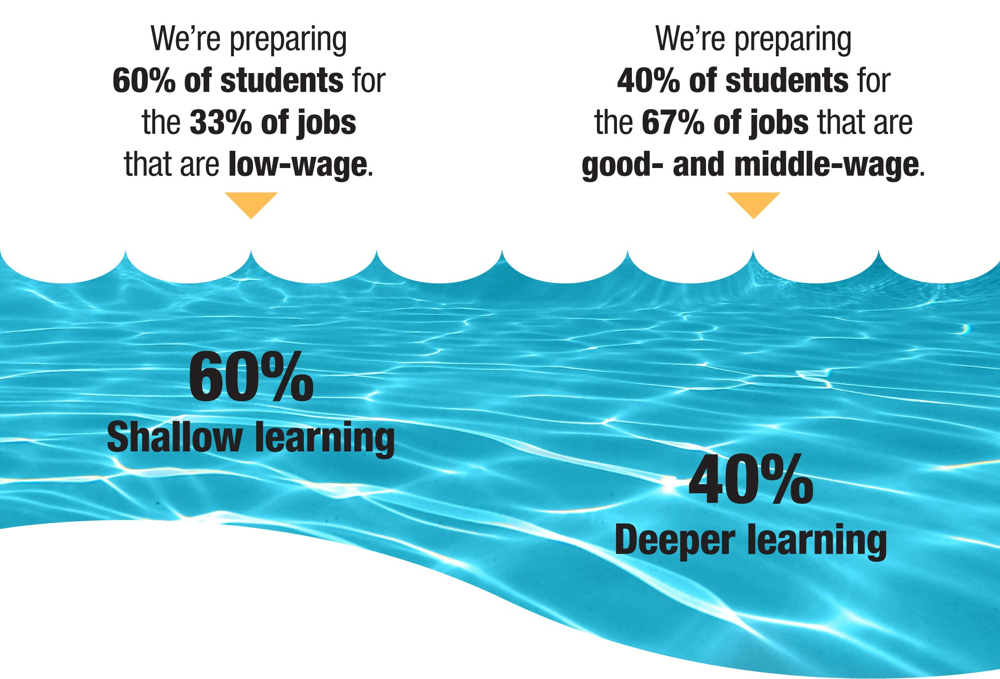 We’re preparing
60% of students for
the 33% of jobs
that are low-wage.
We’re preparing
40% of students for
the 67% of jobs that are
good- and middle-wage.
60%
Shallow learning
40%
Deeper learning